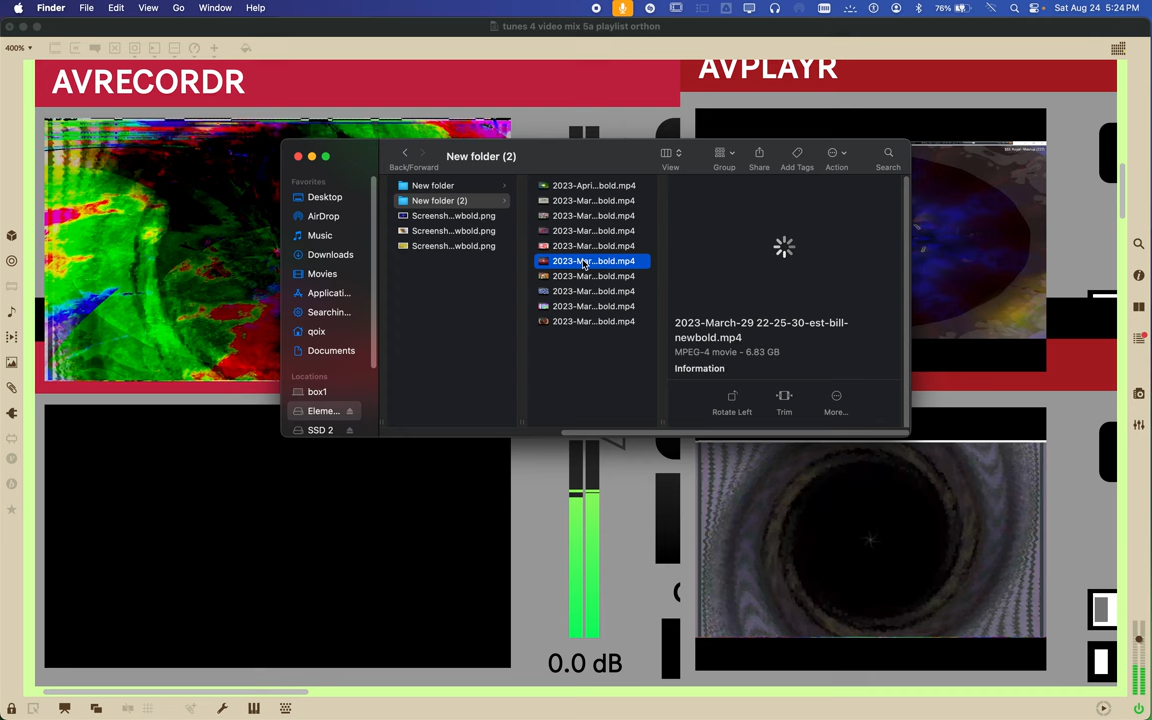 Finder File Edit View Go Window Help
76% Sat Aug 24 5:24 PM
tunes 4 video mix 5a playlist orthon
400%
AVRECORDR
AVPLAYR
New folder (2)
Back/Forward View Group Share Add Tags Action Search
Favorites
Desktop
AirDrop
Music
Downloads
Movies
Applicati...
Searchin...
qoix
Documents
Locations
box1
Eleme...
SSD 2
New folder
New folder (2)
Screensh...wbold.png
Screensh...wbold.png
Screensh...wbold.png
2023-Apri...bold.mp4
2023-Mar...bold.mp4
2023-Mar...bold.mp4
2023-Mar...bold.mp4
2023-Mar...bold.mp4
2023-Mar...bold.mp4
2023-Mar...bold.mp4
2023-Mar...bold.mp4
2023-Mar...bold.mp4
2023-Mar...bold.mp4
2023-March-29 22-25-30-est-bill-
newbold.mp4
MPEG-4 movie - 6.83 GB
Information
Rotate Left Trim More...
0.0 dB